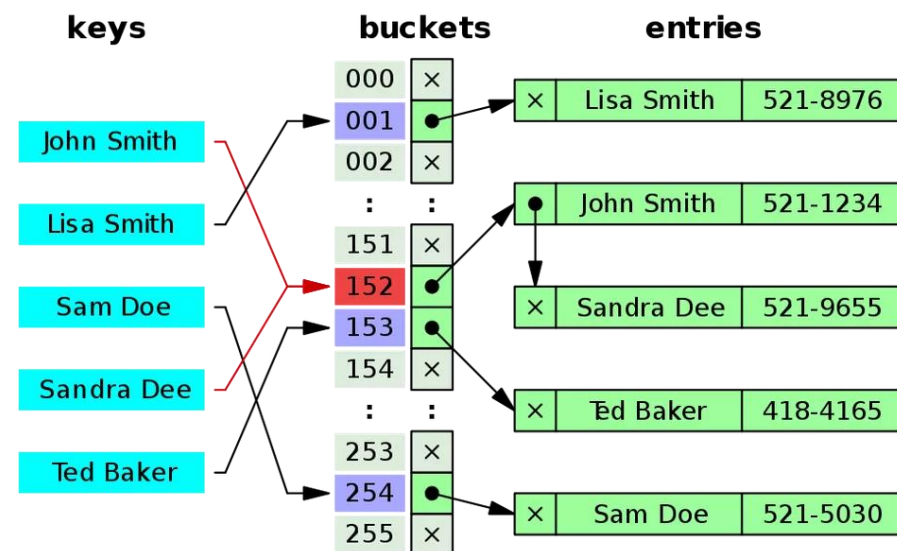 keys
buckets
entries
John Smith
Lisa Smith
Sam Doe
Sandra Dee
Ted Baker
000 ×
001
002 ×
: :
151 ×
152
153
154 ×
: :
253 ×
254
255 ×
× Lisa Smith 521-8976
John Smith 521-1234
× Sandra Dee 521-9655
× Ted Baker 418-4165
× Sam Doe 521-5030